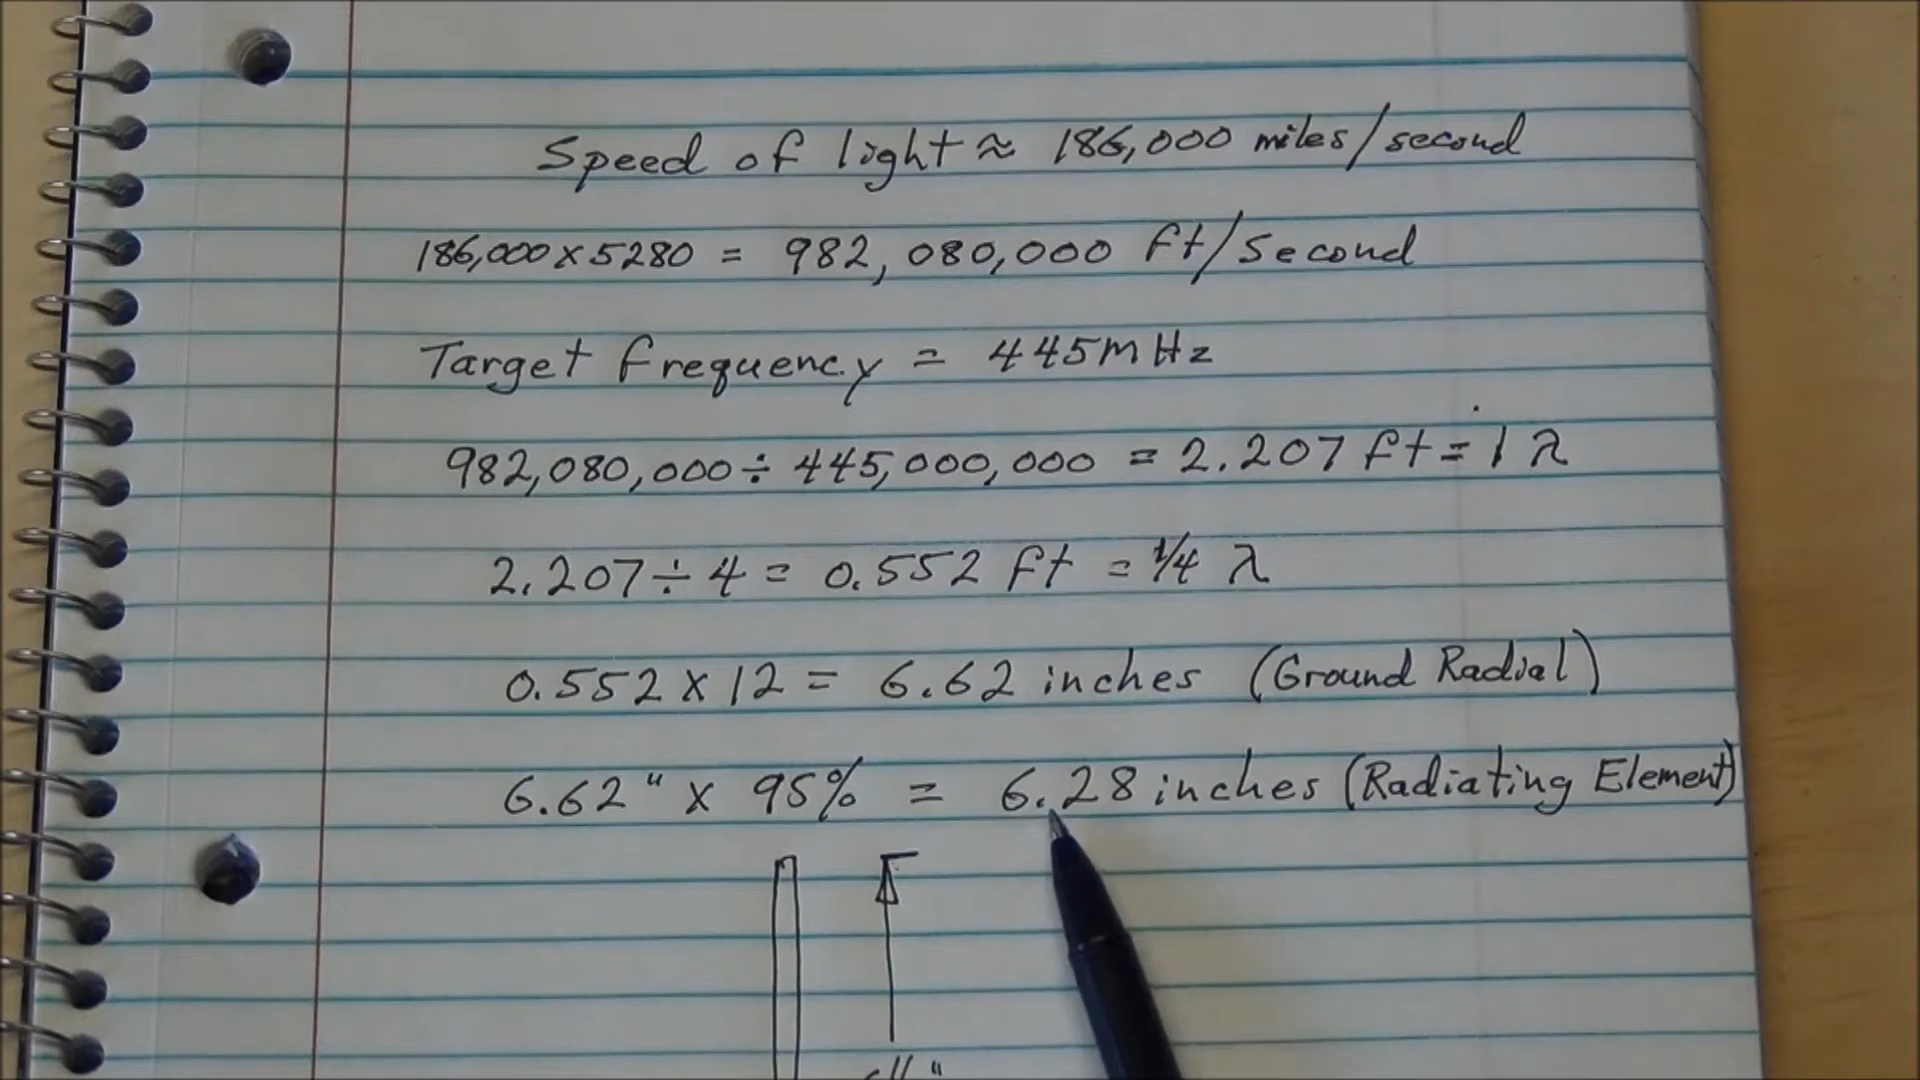 Speed of light ≈ 186,000 miles/second
186,000 x 5280 = 982,080,000 ft/second
Target frequency = 445 MHz
982,080,000 ÷ 445,000,000 = 2.207 ft = 1 λ
2.207 ÷ 4 = 0.552 ft = 1/4 λ
0.552 x 12 = 6.62 inches (Ground Radial)
6.62" x 95% = 6.28 inches (Radiating Element)